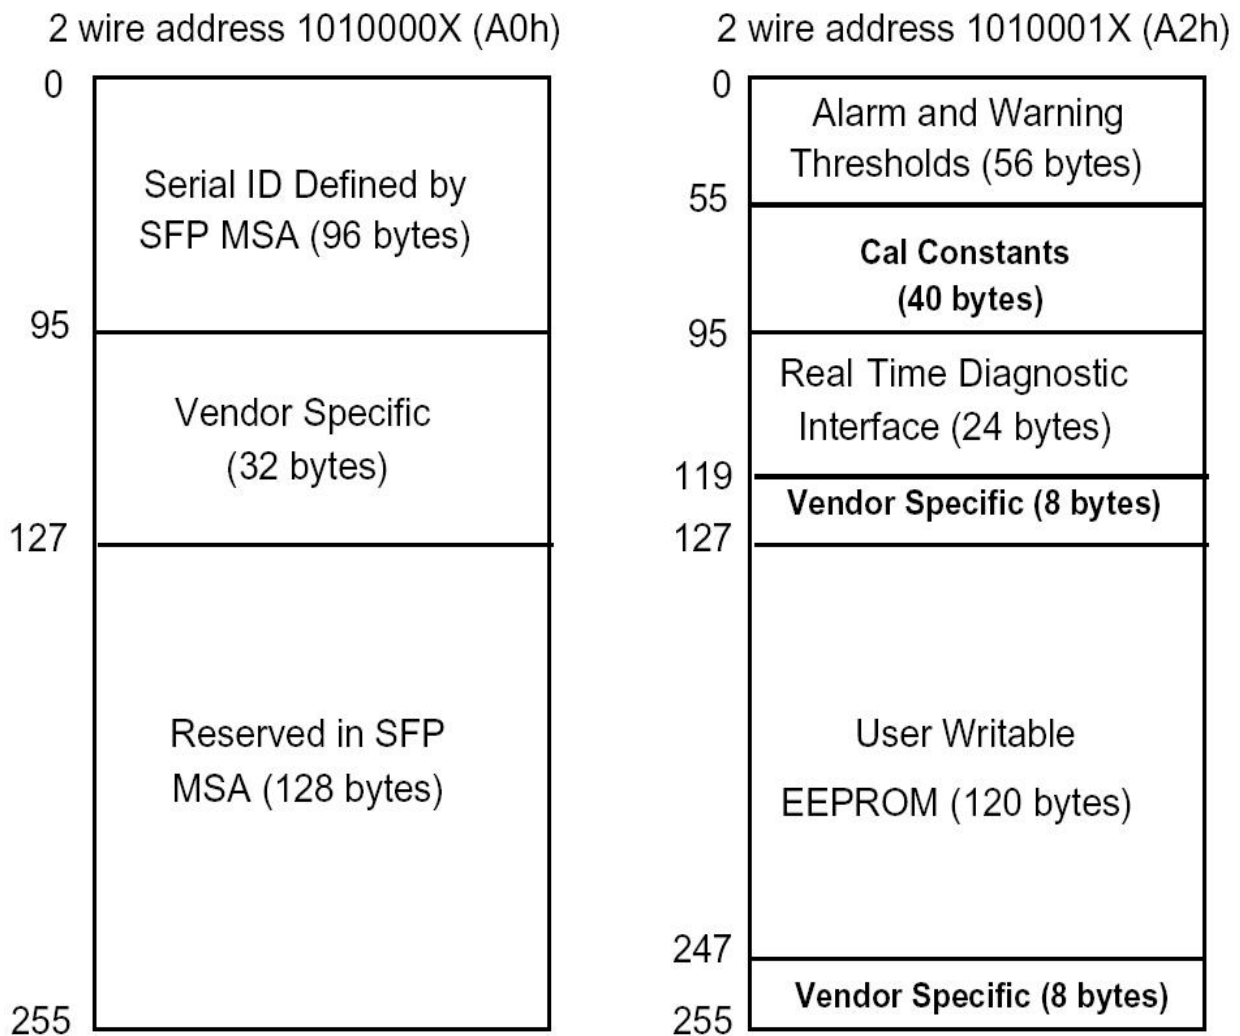 2 wire address 1010000X (A0h)
0
Serial ID Defined by
SFP MSA (96 bytes)
95
Vendor Specific
(32 bytes)
127
Reserved in SFP
MSA (128 bytes)
255
2 wire address 1010001X (A2h)
0
Alarm and Warning
Thresholds (56 bytes)
55
Cal Constants
(40 bytes)
95
Real Time Diagnostic
Interface (24 bytes)
119
Vendor Specific (8 bytes)
127
User Writable
EEPROM (120 bytes)
247
Vendor Specific (8 bytes)
255